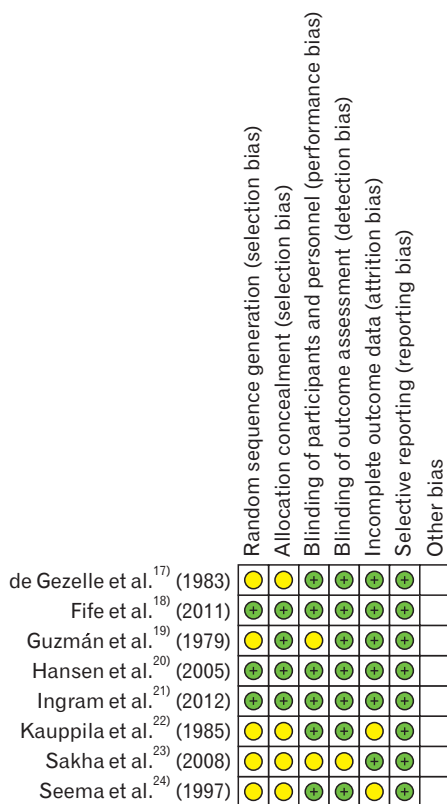 Random sequence generation (selection bias)
Allocation concealment (selection bias)
Blinding of participants and personnel (performance bias)
Blinding of outcome assessment (detection bias)
Incomplete outcome data (attrition bias)
Selective reporting (reporting bias)
Other bias
de Gezelle et al.17) (1983) + + + +
Fife et al.18) (2011) + + + + + +
Guzmán et al.19) (1979) + + + +
Hansen et al.20) (2005) + + + + + +
Ingram et al.21) (2012) + + + + + +
Kauppila et al.22) (1985) + + +
Sakha et al.23) (2008) + +
Seema et al.24) (1997) + + +